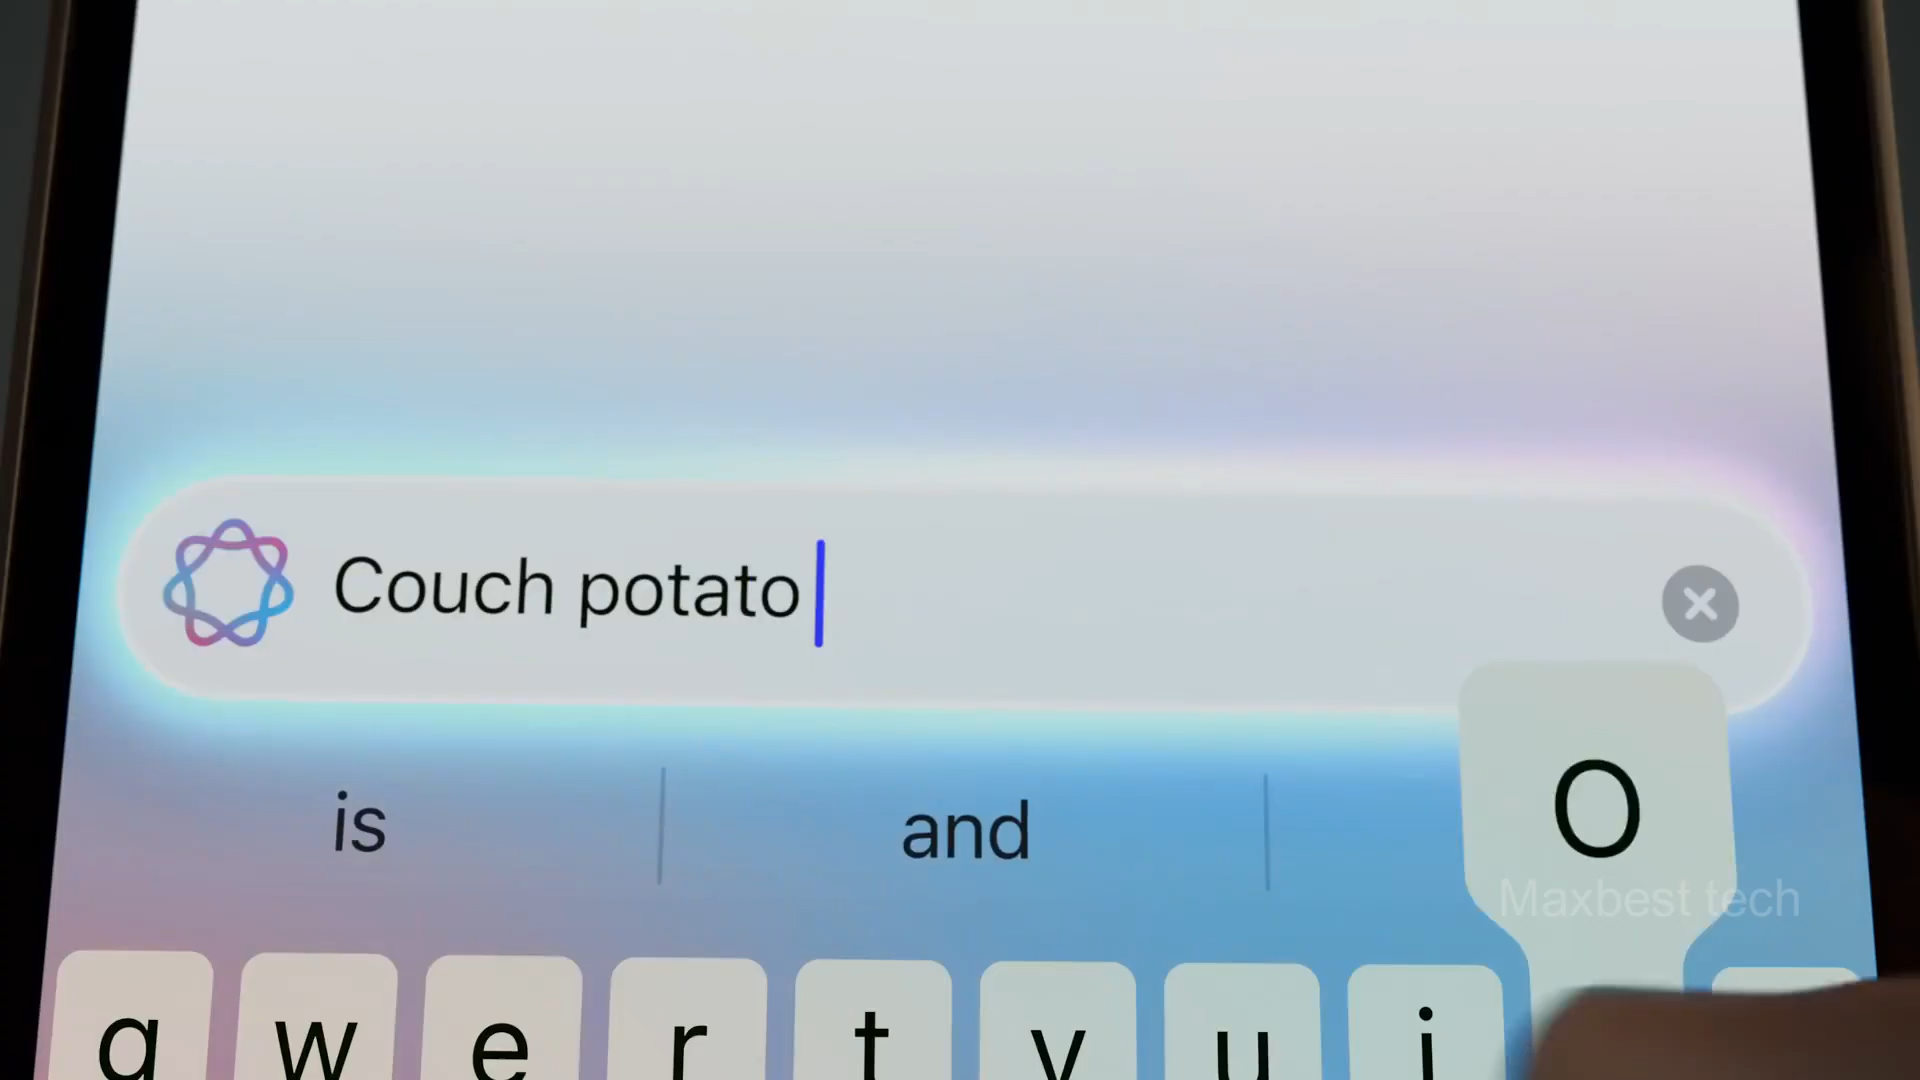 Couch potato
is and
O
Maxbest tech
q w e r t y u i